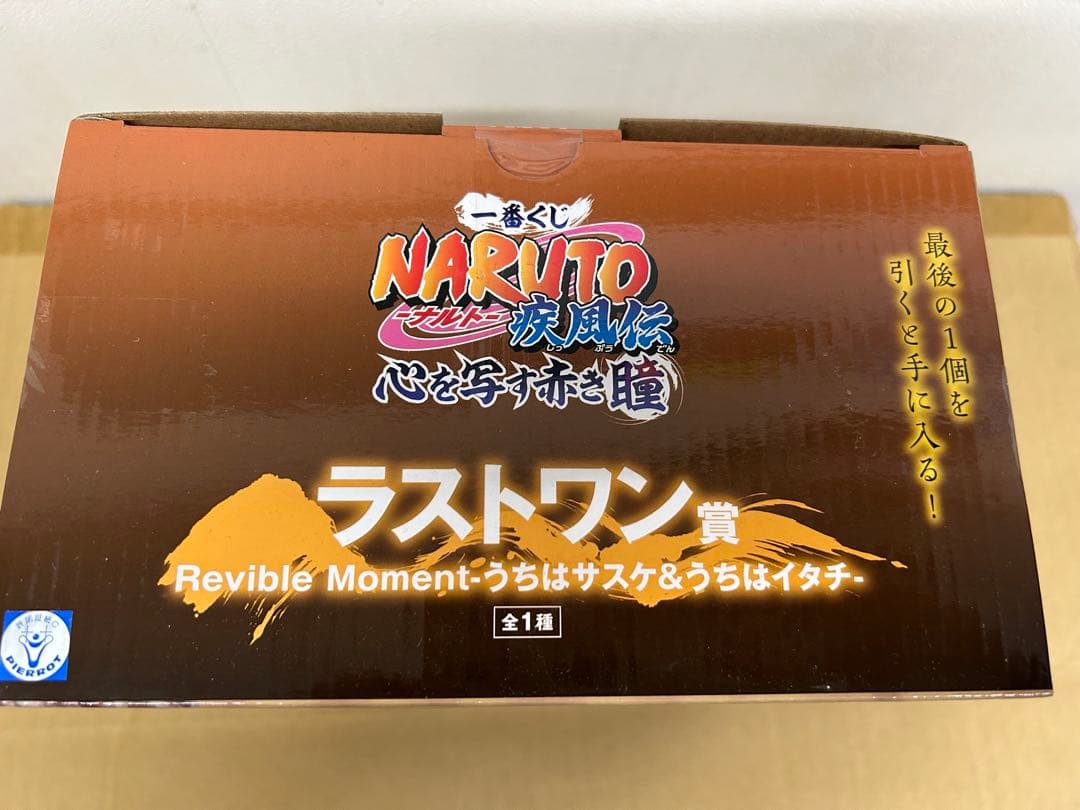 一番くじ
NARUTO
-ナルト-
疾風伝
しっ ぷう でん
心を写す赤き瞳
最後の1個を
引くと手に入る!
ラストワン賞
Revible Moment-うちはサスケ&うちはイタチ-
全1種
PIERROT